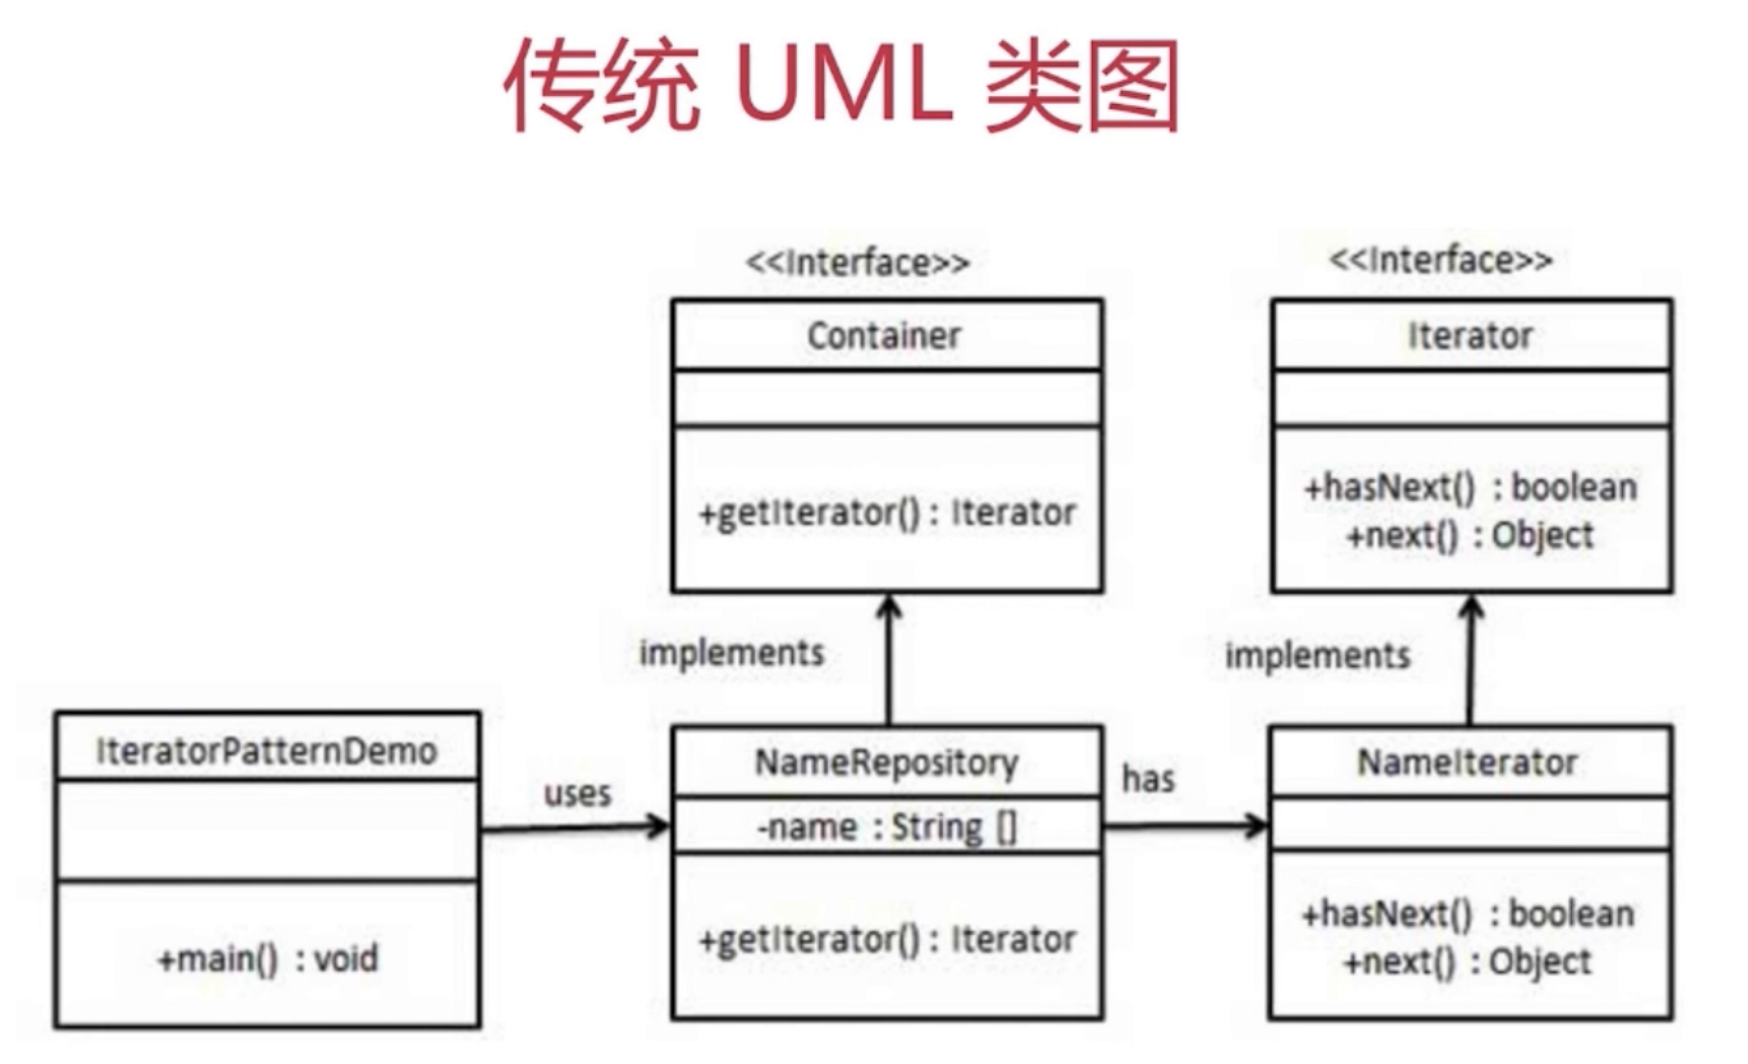 传统 UML 类图
<<Interface>>
Container
+getIterator() : Iterator
<<Interface>>
Iterator
+hasNext() : boolean
+next() : Object
implements
implements
IteratorPatternDemo
+main() : void
uses
NameRepository
-name : String []
+getIterator() : Iterator
has
NameIterator
+hasNext() : boolean
+next() : Object